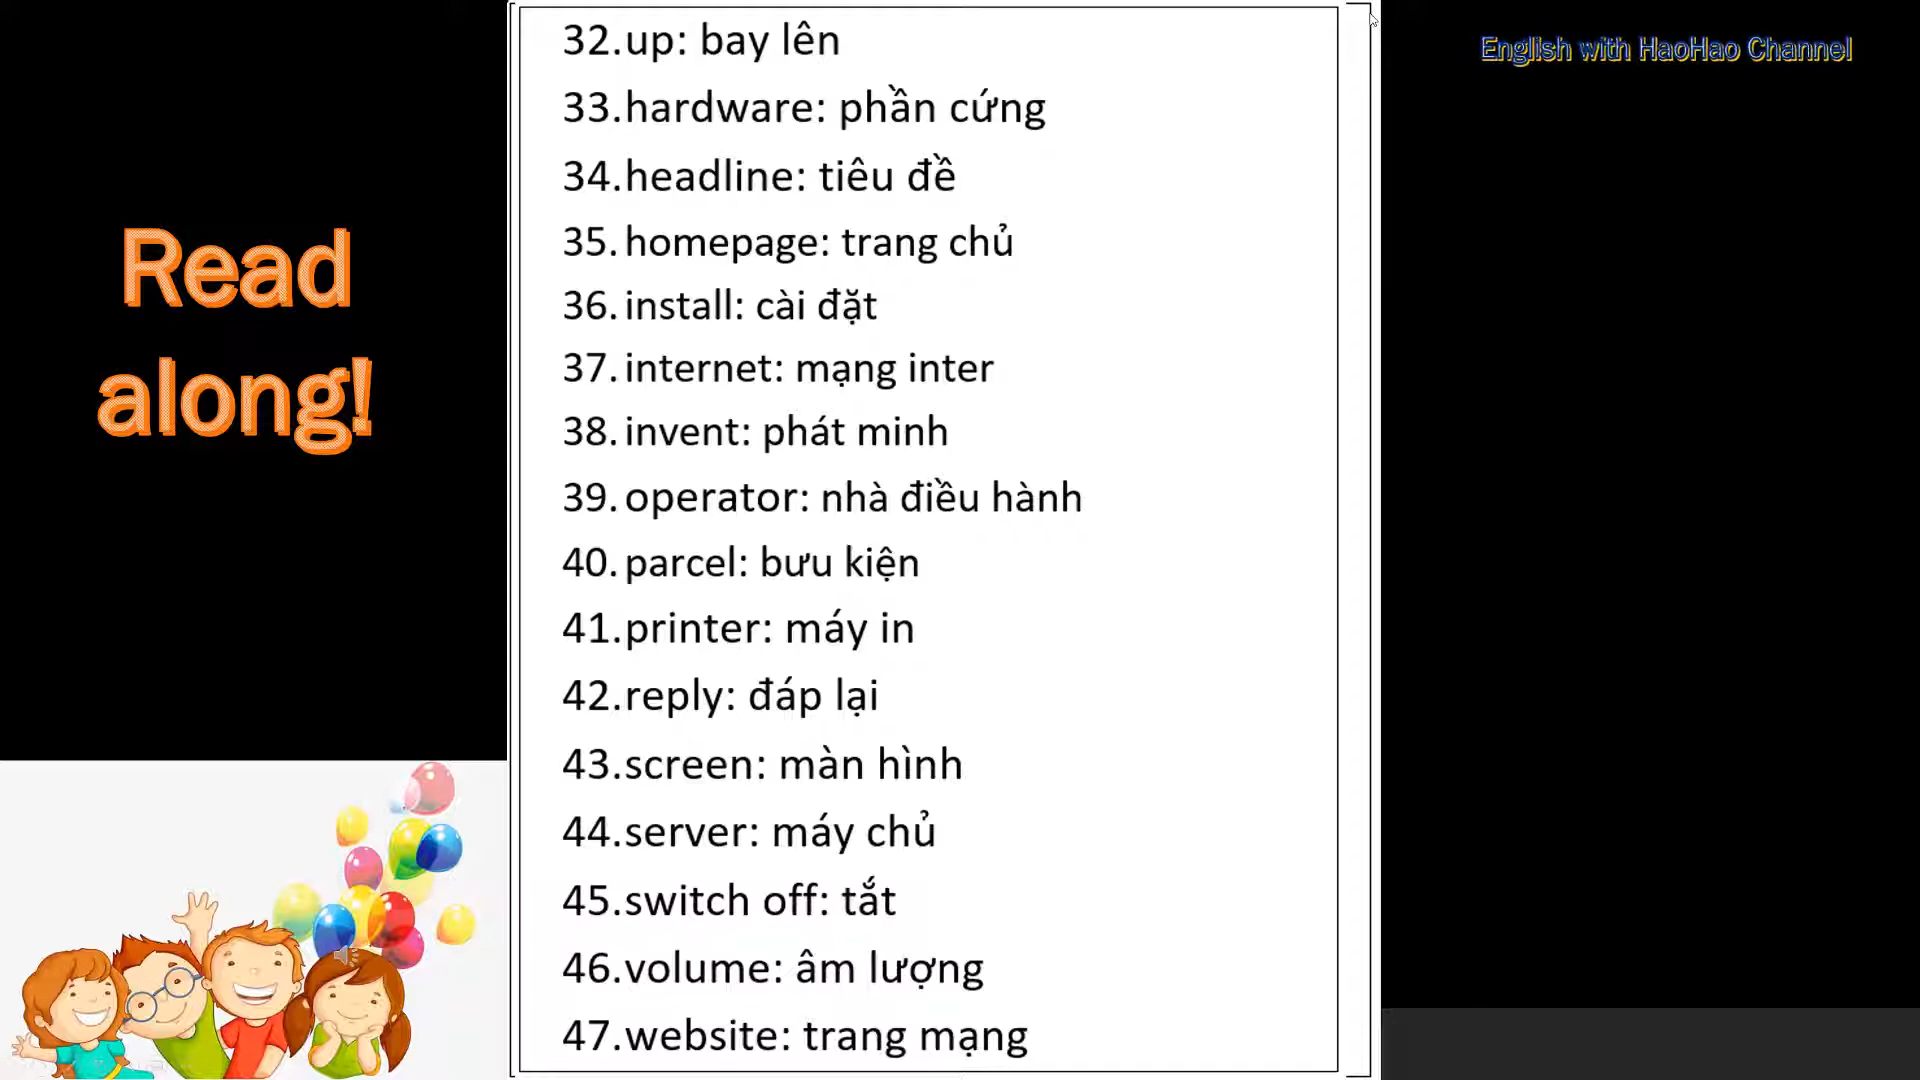 Read
along!
32.up: bay lên
33.hardware: phần cứng
34.headline: tiêu đề
35.homepage: trang chủ
36.install: cài đặt
37.internet: mạng inter
38.invent: phát minh
39.operator: nhà điều hành
40.parcel: bưu kiện
41.printer: máy in
42.reply: đáp lại
43.screen: màn hình
44.server: máy chủ
45.switch off: tắt
46.volume: âm lượng
47.website: trang mạng
English with HaoHao Channel